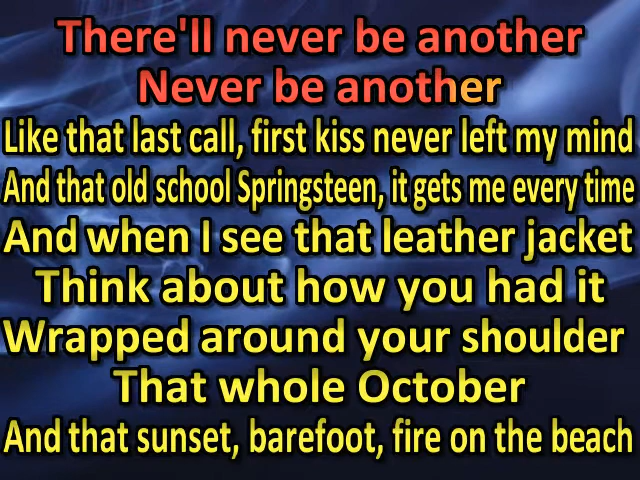 There'll never be another
Never be another
Like that last call, first kiss never left my mind
And that old school Springsteen, it gets me every time
And when I see that leather jacket
Think about how you had it
Wrapped around your shoulder
That whole October
And that sunset, barefoot, fire on the beach